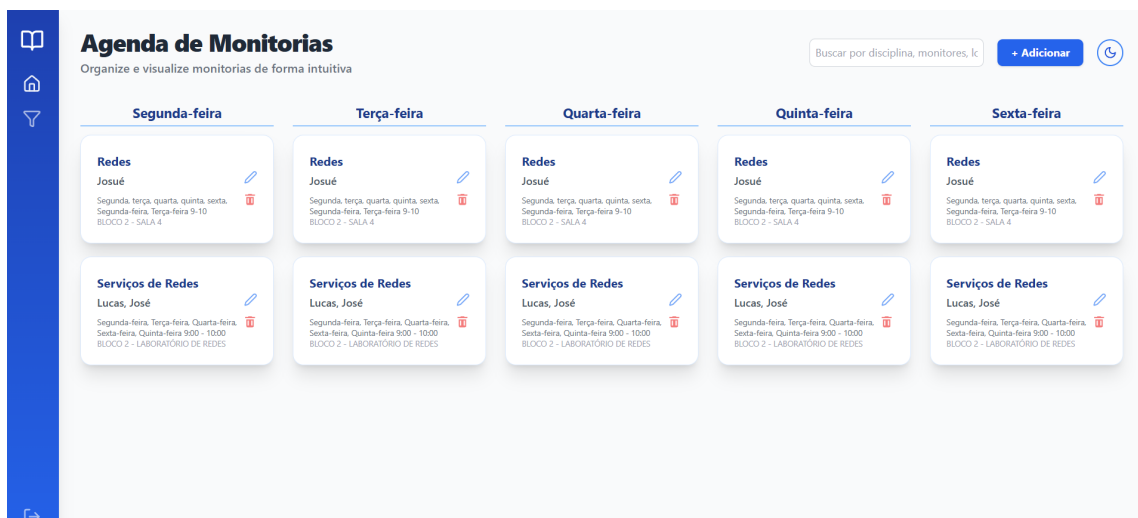 Agenda de Monitorias
Organize e visualize monitorias de forma intuitiva
Buscar por disciplina, monitores, lc
+ Adicionar
Segunda-feira
Terça-feira
Quarta-feira
Quinta-feira
Sexta-feira
Redes
Josué
Segunda, terça, quarta, quinta, sexta,
Segunda-feira, Terça-feira 9-10
BLOCO 2 - SALA 4
Redes
Josué
Segunda, terça, quarta, quinta, sexta,
Segunda-feira, Terça-feira 9-10
BLOCO 2 - SALA 4
Redes
Josué
Segunda, terça, quarta, quinta, sexta,
Segunda-feira, Terça-feira 9-10
BLOCO 2 - SALA 4
Redes
Josué
Segunda, terça, quarta, quinta, sexta,
Segunda-feira, Terça-feira 9-10
BLOCO 2 - SALA 4
Redes
Josué
Segunda, terça, quarta, quinta, sexta,
Segunda-feira, Terça-feira 9-10
BLOCO 2 - SALA 4
Serviços de Redes
Lucas, José
Segunda-feira, Terça-feira, Quarta-feira,
Sexta-feira, Quinta-feira 9:00 - 10:00
BLOCO 2 - LABORATÓRIO DE REDES
Serviços de Redes
Lucas, José
Segunda-feira, Terça-feira, Quarta-feira,
Sexta-feira, Quinta-feira 9:00 - 10:00
BLOCO 2 - LABORATÓRIO DE REDES
Serviços de Redes
Lucas, José
Segunda-feira, Terça-feira, Quarta-feira,
Sexta-feira, Quinta-feira 9:00 - 10:00
BLOCO 2 - LABORATÓRIO DE REDES
Serviços de Redes
Lucas, José
Segunda-feira, Terça-feira, Quarta-feira,
Sexta-feira, Quinta-feira 9:00 - 10:00
BLOCO 2 - LABORATÓRIO DE REDES
Serviços de Redes
Lucas, José
Segunda-feira, Terça-feira, Quarta-feira,
Sexta-feira, Quinta-feira 9:00 - 10:00
BLOCO 2 - LABORATÓRIO DE REDES